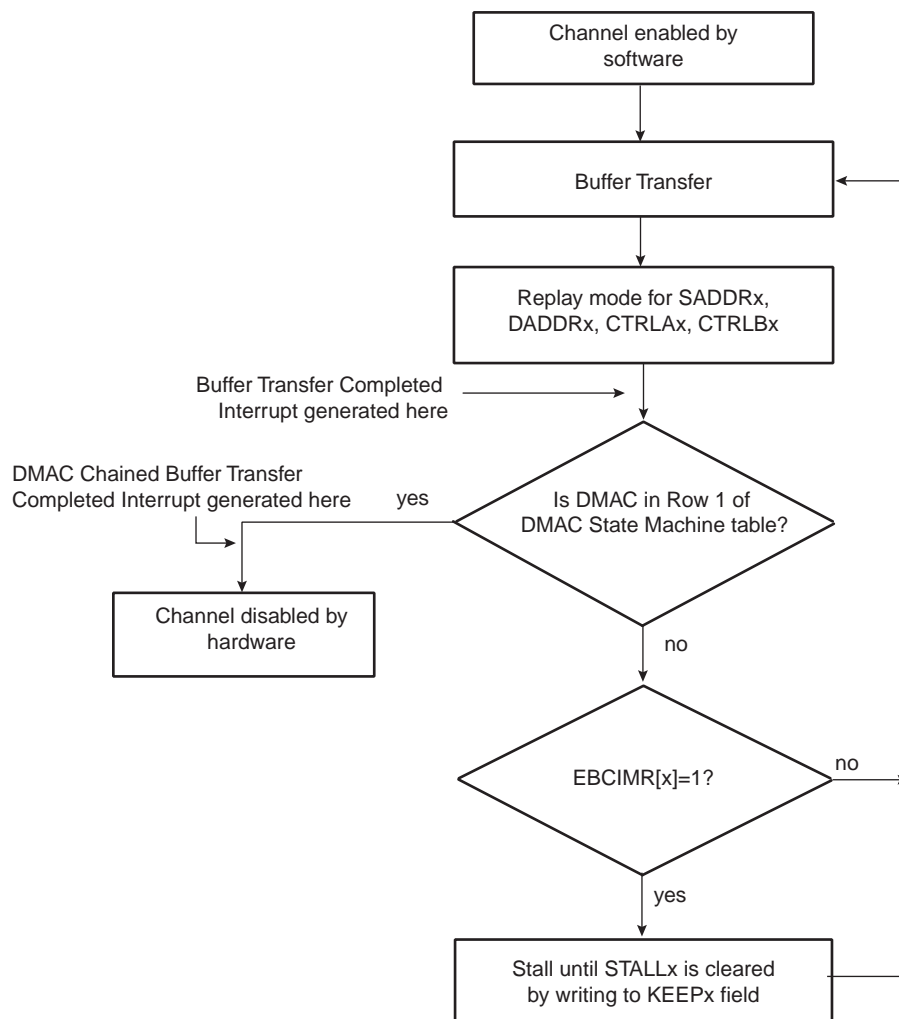 Channel enabled by
software
Buffer Transfer
Replay mode for SADDRx,
DADDRx, CTRLAx, CTRLBx
Buffer Transfer Completed
Interrupt generated here
DMAC Chained Buffer Transfer
Completed Interrupt generated here
yes
Is DMAC in Row 1 of
DMAC State Machine table?
Channel disabled by
hardware
no
EBCIMR[x]=1?
no
yes
Stall until STALLx is cleared
by writing to KEEPx field